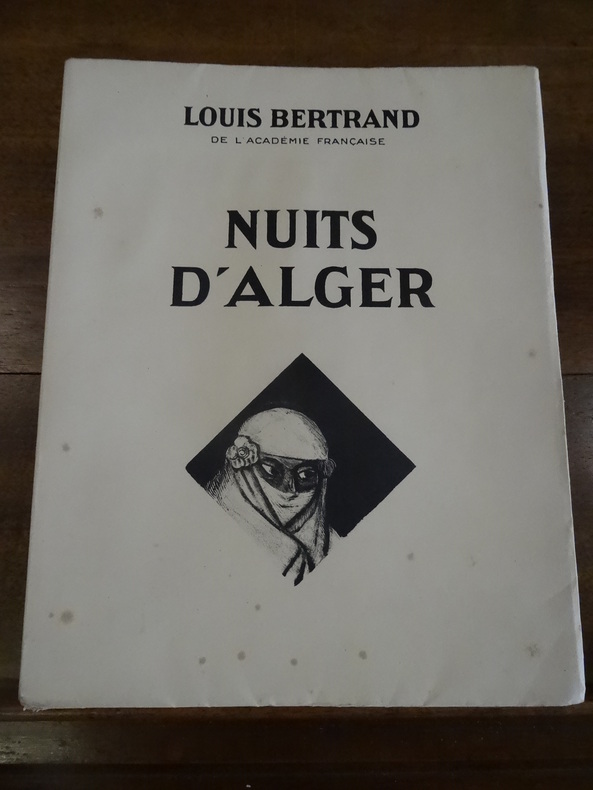 LOUIS BERTRAND
DE L'ACADÉMIE FRANÇAISE
NUITS
D'ALGER